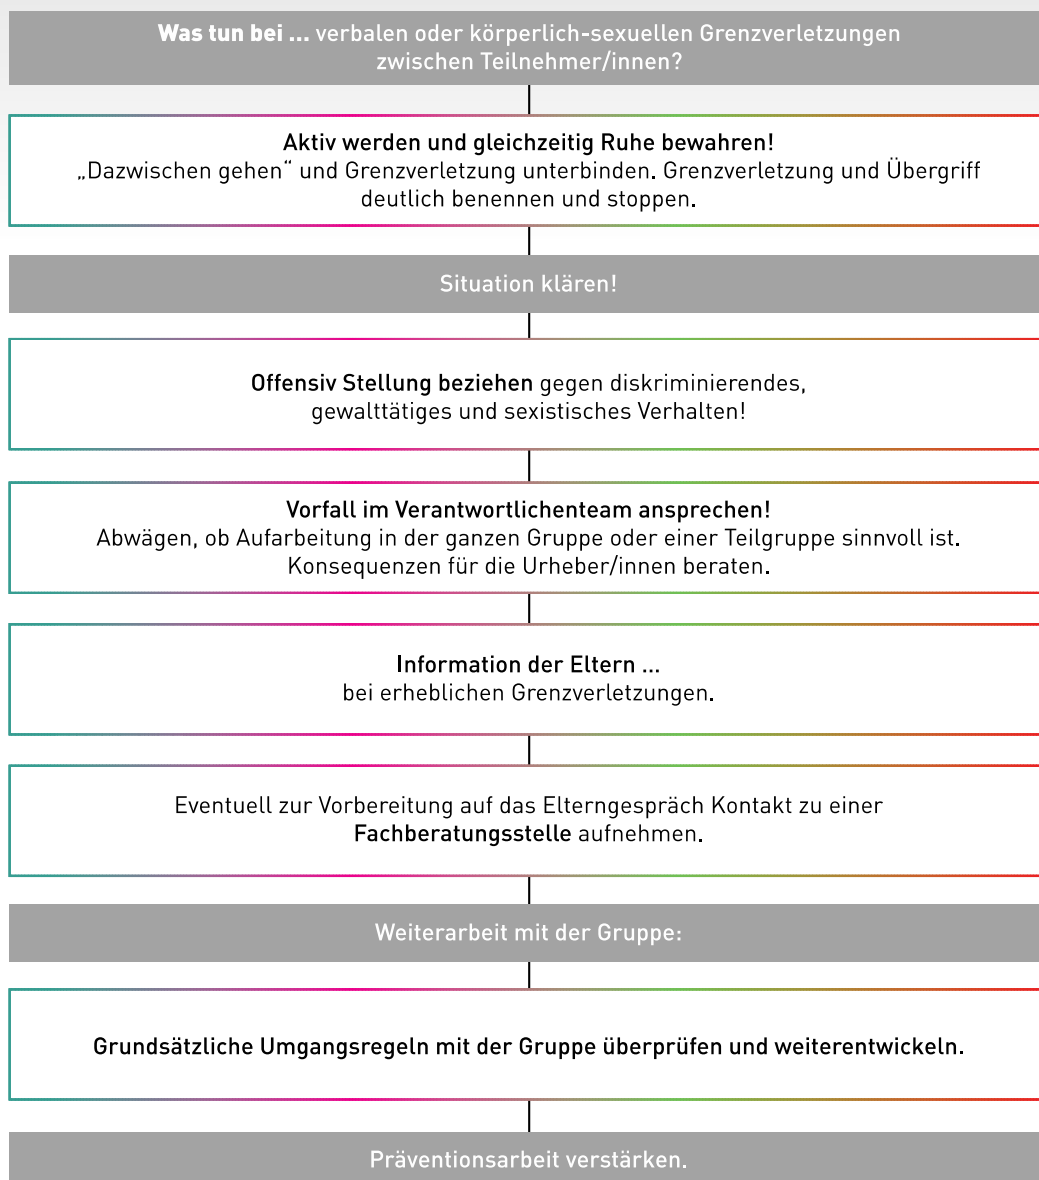 Was tun bei ... verbalen oder körperlich-sexuellen Grenzverletzungen
zwischen Teilnehmer/innen?
Aktiv werden und gleichzeitig Ruhe bewahren!
„Dazwischen gehen“ und Grenzverletzung unterbinden. Grenzverletzung und Übergriff
deutlich benennen und stoppen.
Situation klären!
Offensiv Stellung beziehen gegen diskriminierendes,
gewalttätiges und sexistisches Verhalten!
Vorfall im Verantwortlichenteam ansprechen!
Abwägen, ob Aufarbeitung in der ganzen Gruppe oder einer Teilgruppe sinnvoll ist.
Konsequenzen für die Urheber/innen beraten.
Information der Eltern ...
bei erheblichen Grenzverletzungen.
Eventuell zur Vorbereitung auf das Elterngespräch Kontakt zu einer
Fachberatungsstelle aufnehmen.
Weiterarbeit mit der Gruppe:
Grundsätzliche Umgangsregeln mit der Gruppe überprüfen und weiterentwickeln.
Präventionsarbeit verstärken.